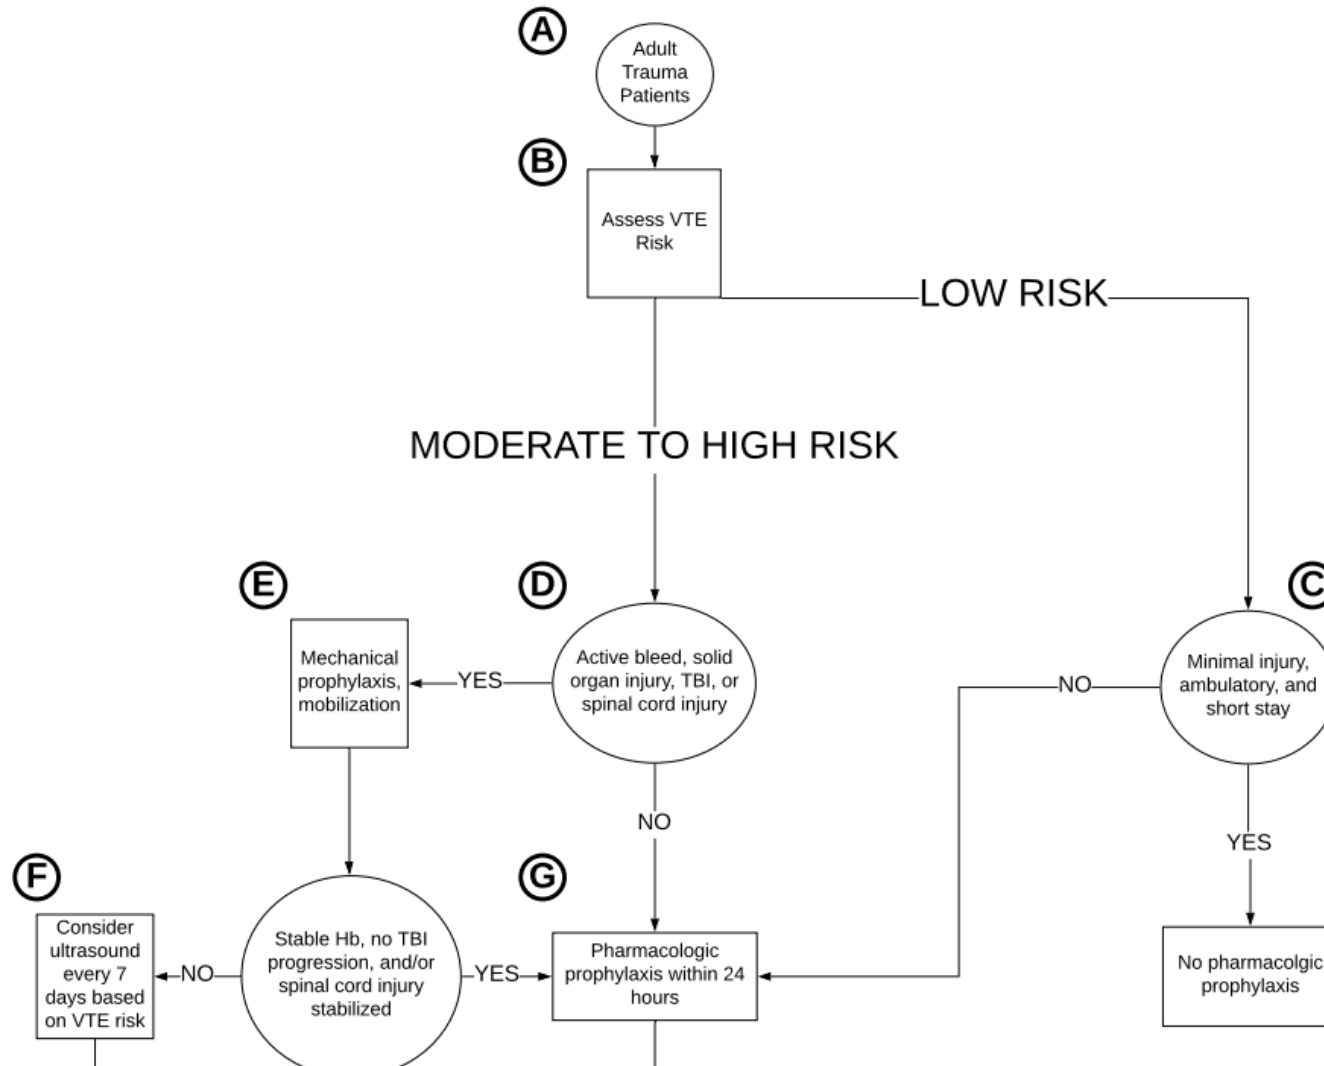 A
Adult
Trauma
Patients
B
Assess VTE
Risk
LOW RISK
MODERATE TO HIGH RISK
E
D
C
Mechanical
prophylaxis,
mobilization
YES
Active bleed, solid
organ injury, TBI, or
spinal cord injury
NO
Minimal injury,
ambulatory, and
short stay
NO
YES
F
G
Consider
ultrasound
every 7
days based
on VTE risk
NO
Stable Hb, no TBI
progression, and/or
spinal cord injury
stabilized
YES
Pharmacologic
prophylaxis within 24
hours
No pharmacolgic
prophylaxis